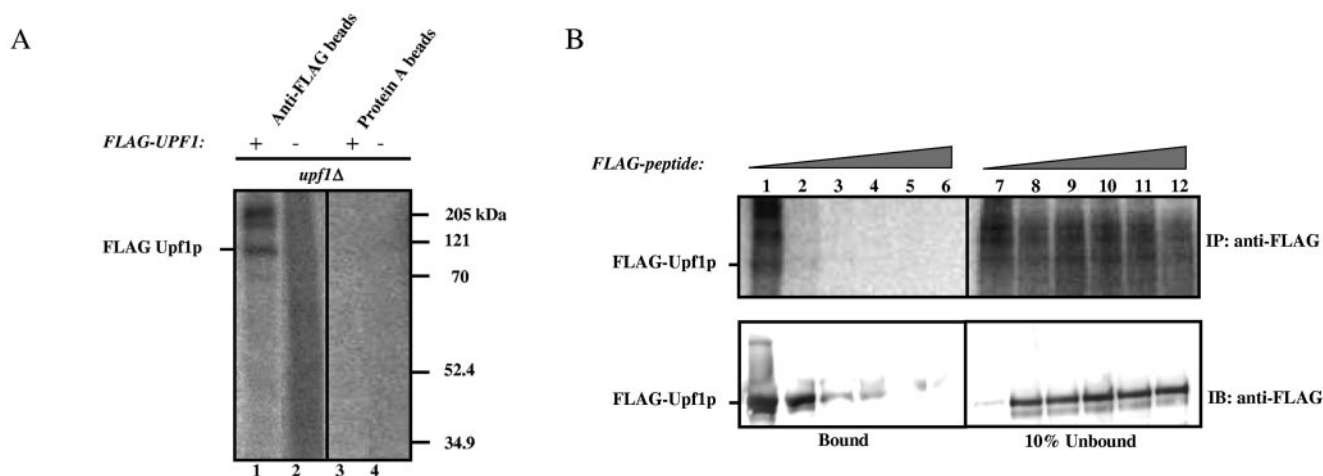 A
Anti-FLAG beads
Protein A beads
FLAG-UPF1: + - + -
upf1Δ
205 kDa
FLAG Upf1p
121
70
52.4
34.9
1 2 3 4
B
FLAG-peptide:
1 2 3 4 5 6 7 8 9 10 11 12
IP: anti-FLAG
FLAG-Upf1p
FLAG-Upf1p
IB: anti-FLAG
Bound 10% Unbound